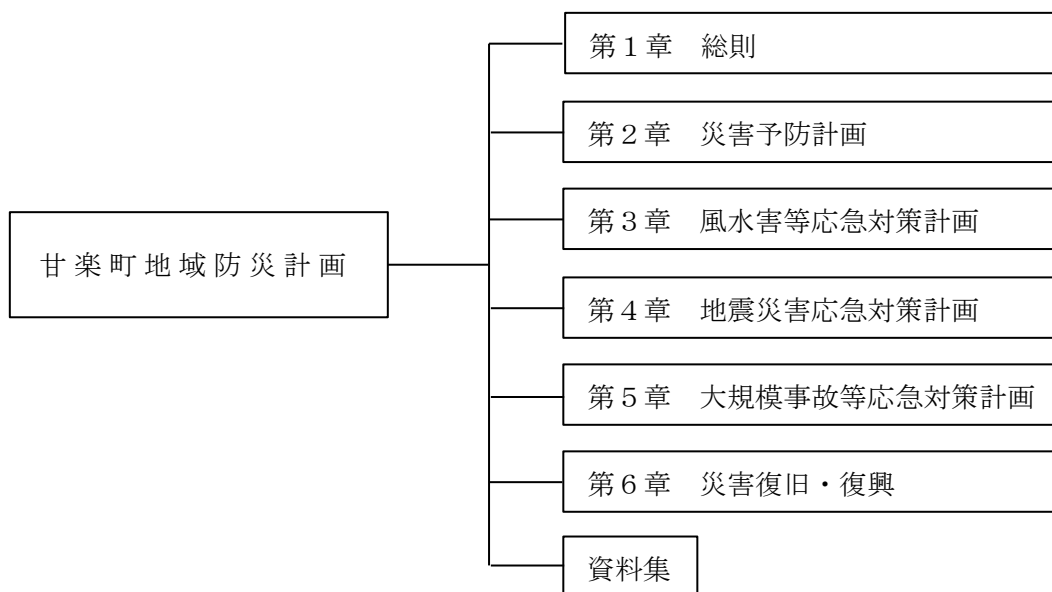 第１章　総則
第２章　災害予防計画
第３章　風水害等応急対策計画
甘楽町地域防災計画
第４章　地震災害応急対策計画
第５章　大規模事故等応急対策計画
第６章　災害復旧・復興
資料集